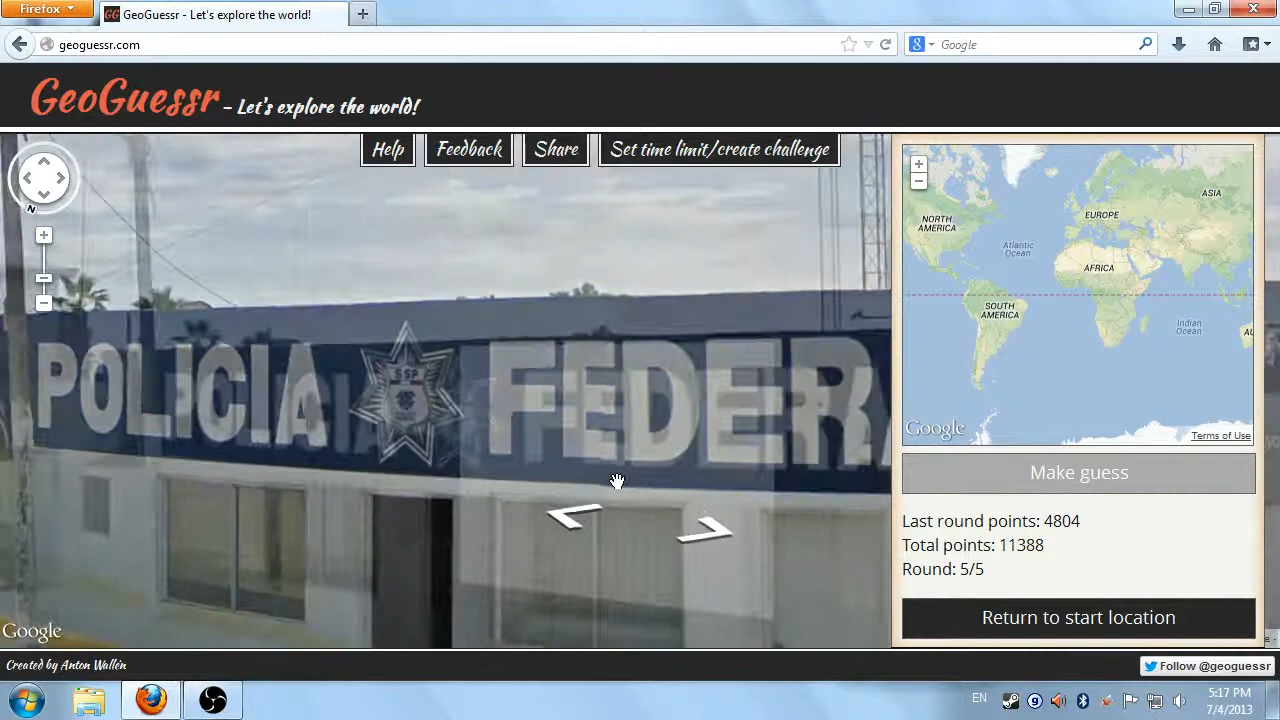 Firefox
GeoGuessr - Let's explore the world!
geoguessr.com
Google
GeoGuessr - Let's explore the world!
Help
Feedback
Share
Set time limit/create challenge
N
POLICIA
SSP
FEDERA
Google
NORTH AMERICA
Atlantic Ocean
EUROPE
ASIA
AFRICA
SOUTH AMERICA
Indian Ocean
AU
Google
Terms of Use
Make guess
Last round points: 4804
Total points: 11388
Round: 5/5
Return to start location
Created by Anton Wallén
Follow @geoguessr
EN
5:17 PM
7/4/2013